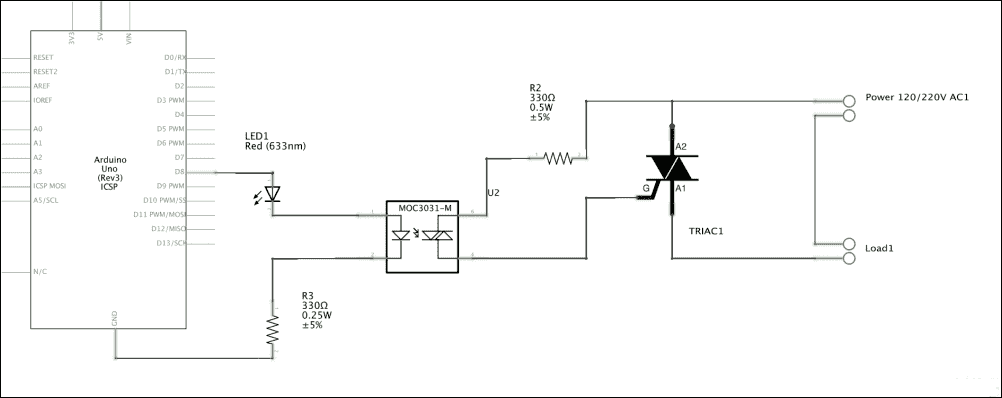 3V3
5V
VIN
RESET
RESET2
AREF
IOREF
A0
A1
A2
A3
ICSP MOSI
A5/SCL
N/C
Arduino
Uno
(Rev3)
ICSP
D0/RX
D1/TX
D2
D3 PWM
D4
D5 PWM
D6 PWM
D7
D8
D9 PWM
D10 PWM/SS
D11 PWM/MOSI
D12/MISO
D13/SCK
GND
LED1
Red (633nm)
R3
330Ω
0.25W
±5%
MOC3031-M
U2
R2
330Ω
0.5W
±5%
A2
G
A1
TRIAC1
Power 120/220V AC1
Load1